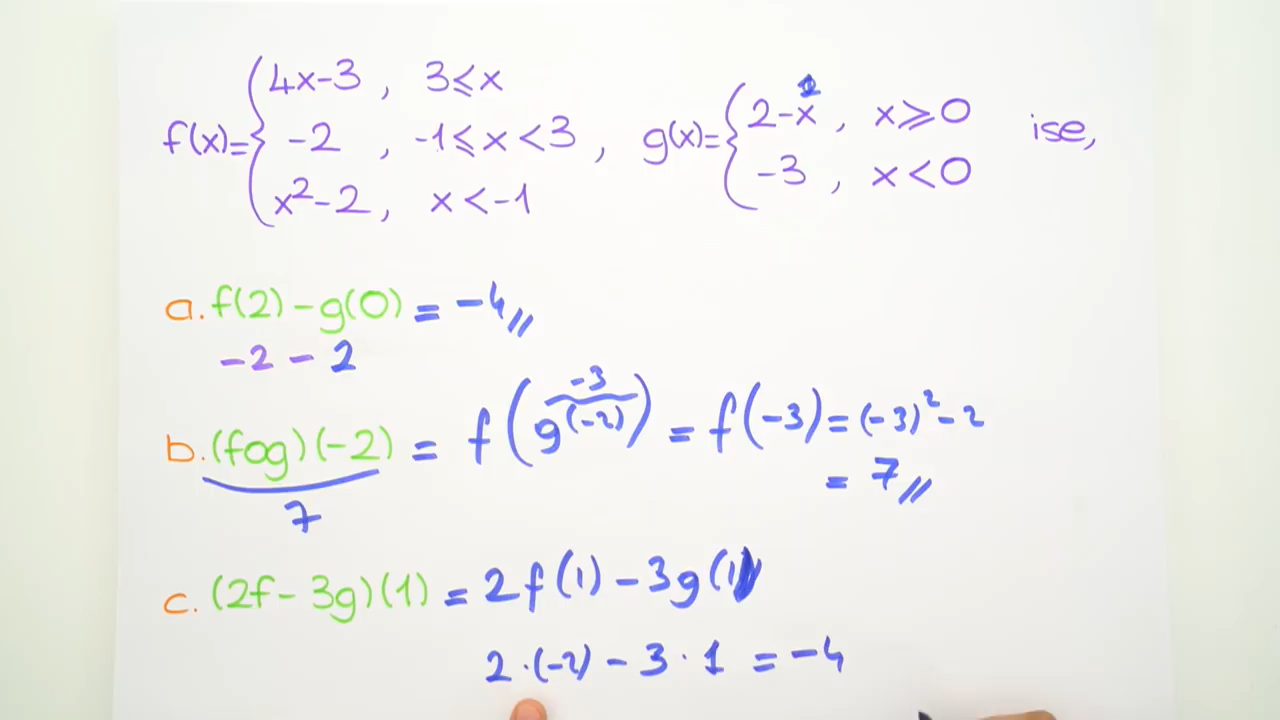 f(x)= { 4x-3 , 3≤x
-2 , -1≤x<3 ,
x²-2 , x<-1
g(x)= { 2-x , x≥0
-3 , x<0
ise,
a. f(2)-g(0) = -4//
-2 - 2
b. (fog)(-2) = f(g(-2)) = f(-3) = (-3)²-2
-3
= 7//
7
c. (2f-3g)(1) = 2f(1)-3g(1)
2·(-2)-3·1 = -4